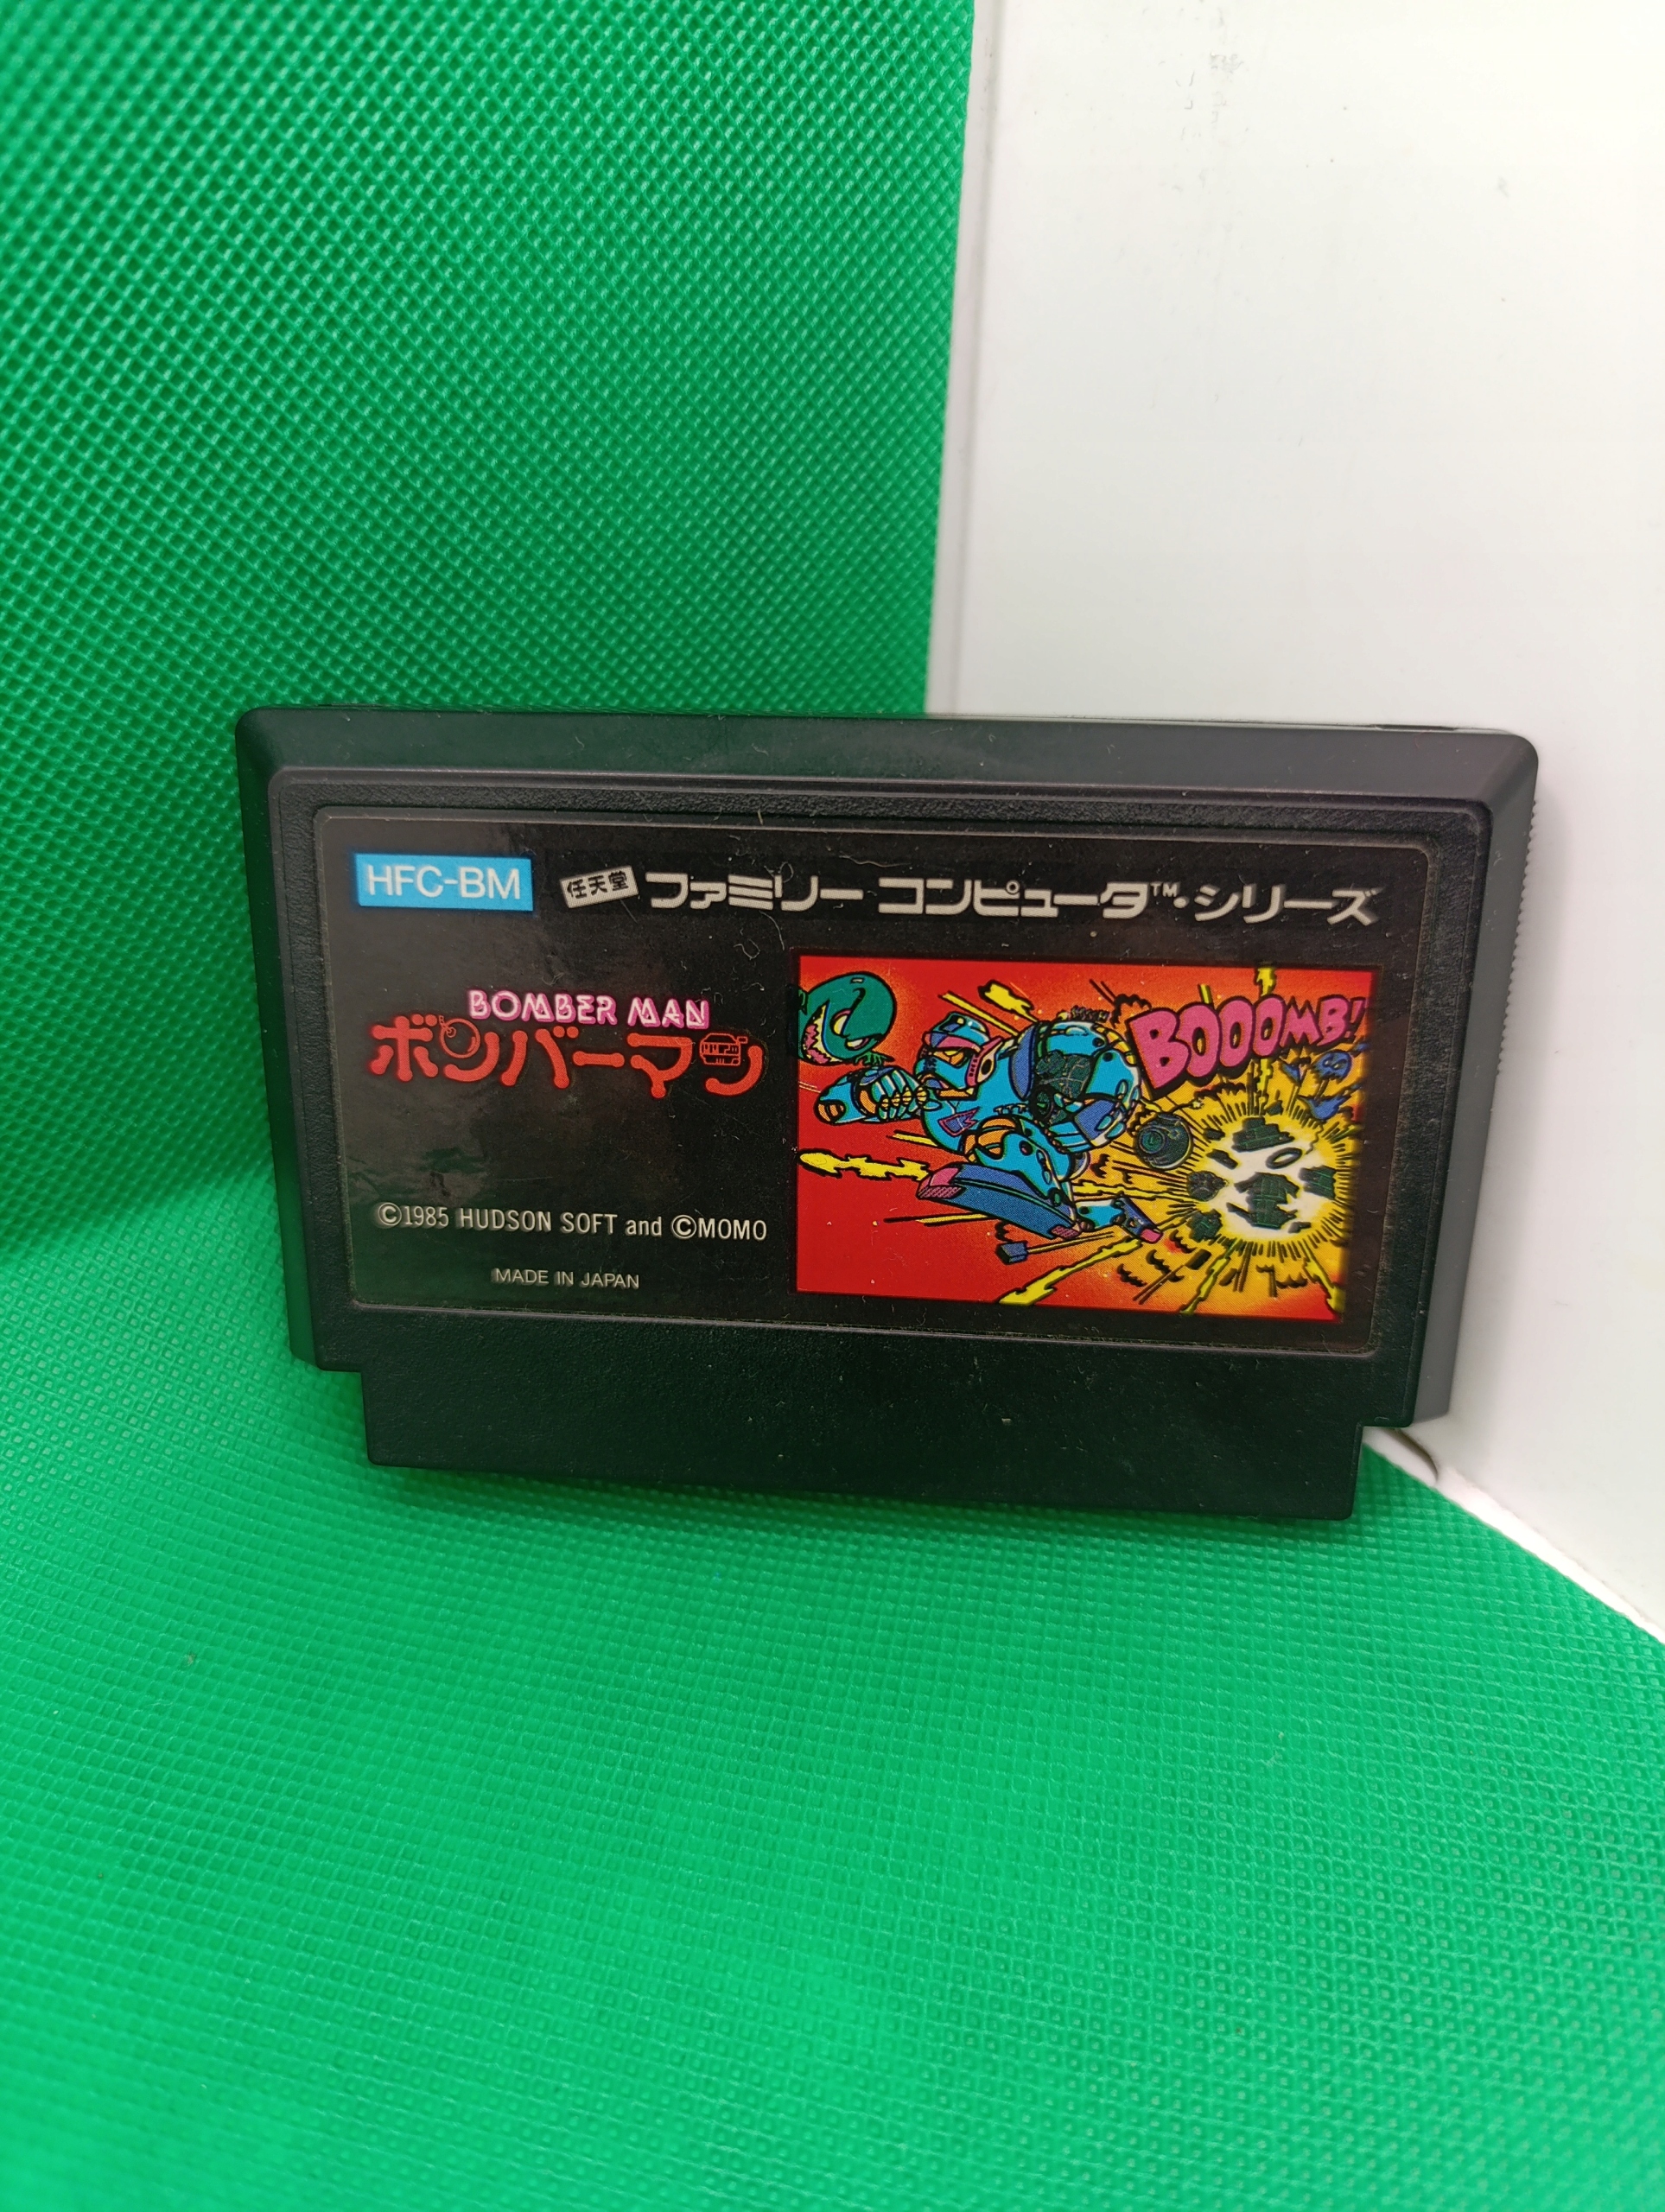 HFC-BM
任天堂 ファミリー コンピュータ™・シリーズ
BOMBER MAN
ボンバーマン
BOOOMB!
©1985 HUDSON SOFT and ©MOMO
MADE IN JAPAN